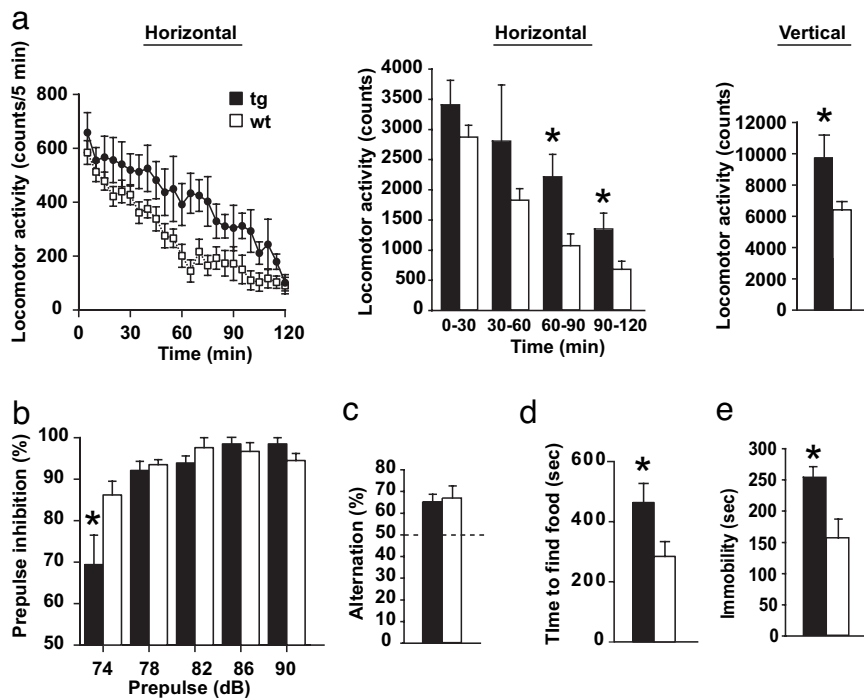 a
Horizontal
Horizontal
Vertical
Locomotor activity (counts/5 min)
800
600
400
200
0
tg
wt
0 30 60 90 120
Time (min)
Locomotor activity (counts)
4000
3500
3000
2500
2000
1500
1000
500
0
*
*
0-30 30-60 60-90 90-120
Time (min)
Locomotor activity (counts)
12000
10000
8000
6000
4000
2000
0
*
b
Prepulse inhibition (%)
100
90
80
70
60
50
*
74 78 82 86 90
Prepulse (dB)
c
Alternation (%)
80
70
60
50
40
30
20
10
0
d
TIme to find food (sec)
600
400
200
0
*
e
Immobility (sec)
300
250
200
150
100
50
0
*